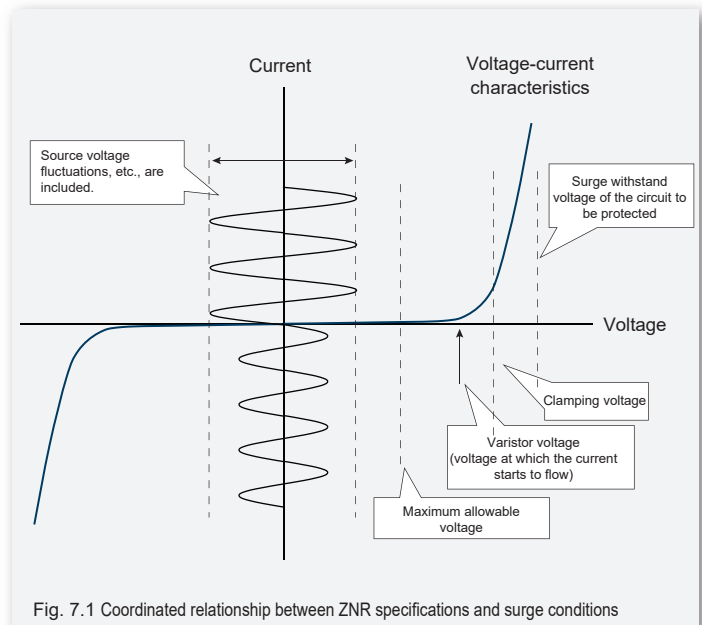 Current
Voltage-current
characteristics
Source voltage
fluctuations, etc., are
included.
Surge withstand
voltage of the circuit to
be protected
Voltage
Clamping voltage
Varistor voltage
(voltage at which the current
starts to flow)
Maximum allowable
voltage
Fig. 7.1 Coordinated relationship between ZNR specifications and surge conditions